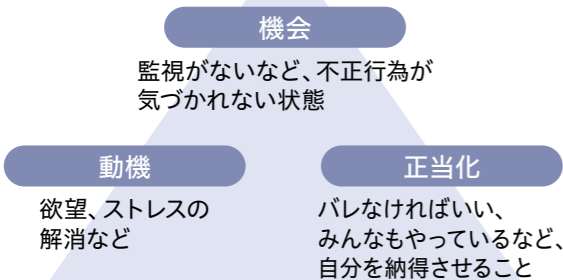 機会
監視がないなど、不正行為が
気づかれない状態
動機
欲望、ストレスの
解消など
正当化
バレなければいい、
みんなもやっているなど、
自分を納得させること